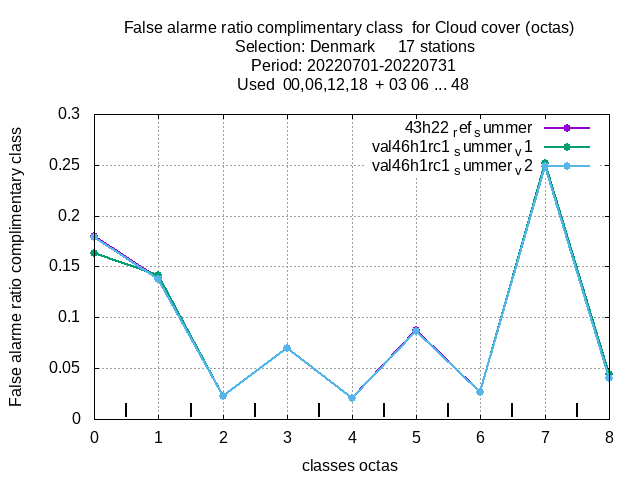 False alarme ratio complimentary class  for Cloud cover (octas)
Selection: Denmark     17 stations
Period: 20220701-20220731
Used  00,06,12,18  + 03 06 ... 48
43h22 ref summer
val46h1rc1 summer v1
val46h1rc1 summer v2
False alarme ratio complimentary class
0.3
0.25
0.2
0.15
0.1
0.05
0
0 1 2 3 4 5 6 7 8
classes octas